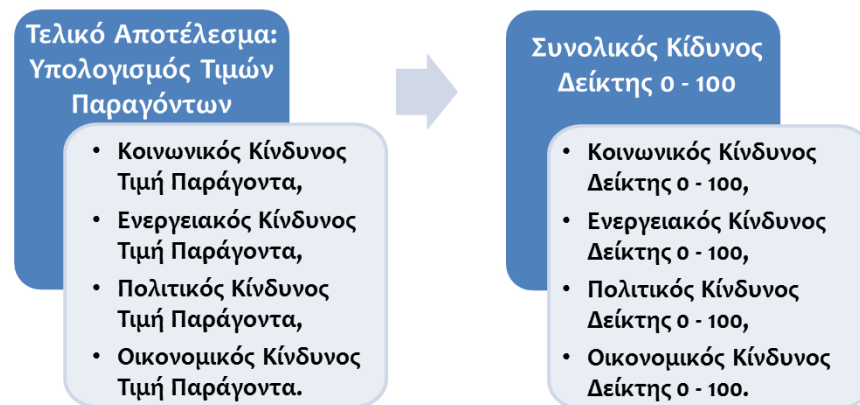 Τελικό Αποτέλεσμα:
Υπολογισμός Τιμών
Παραγόντων
• Κοινωνικός Κίνδυνος
Τιμή Παράγοντα,
• Ενεργειακός Κίνδυνος
Τιμή Παράγοντα,
• Πολιτικός Κίνδυνος
Τιμή Παράγοντα,
• Οικονομικός Κίνδυνος
Τιμή Παράγοντα.
Συνολικός Κίδυνος
Δείκτης 0 - 100
• Κοινωνικός Κίνδυνος
Δείκτης 0 - 100,
• Ενεργειακός Κίνδυνος
Δείκτης 0 - 100,
• Πολιτικός Κίνδυνος
Δείκτης 0 - 100,
• Οικονομικός Κίνδυνος
Δείκτης 0 - 100.